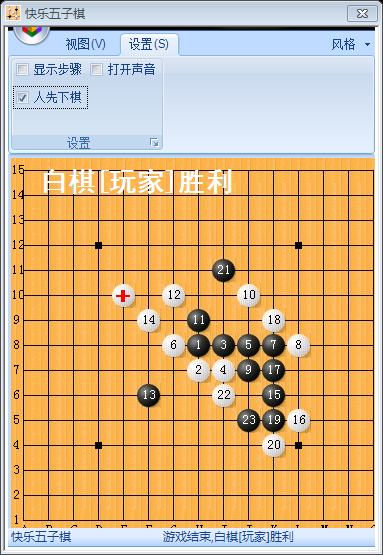 快乐五子棋
视图(V) 设置(S) 风格
显示步骤 打开声音
人先下棋
设置
15 白棋[玩家]胜利
14
13
12
11 21
10 12 10
9 14 11 18
8 6 1 3 5 7 8
7 2 4 9 17
6 13 22 15
5 23 19 16
4 20
3
2
1
快乐五子棋 游戏结束,白棋[玩家]胜利